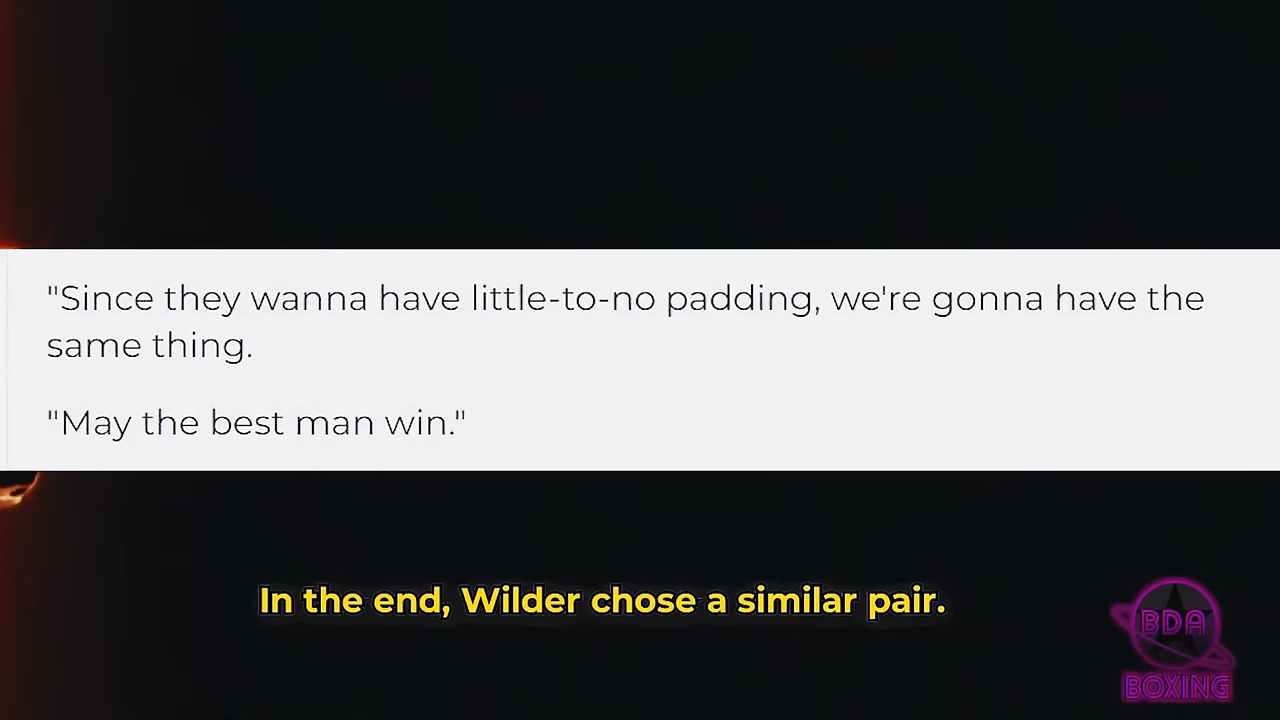 "Since they wanna have little-to-no padding, we're gonna have the
same thing.
"May the best man win."
In the end, Wilder chose a similar pair.
BDA
BOXING